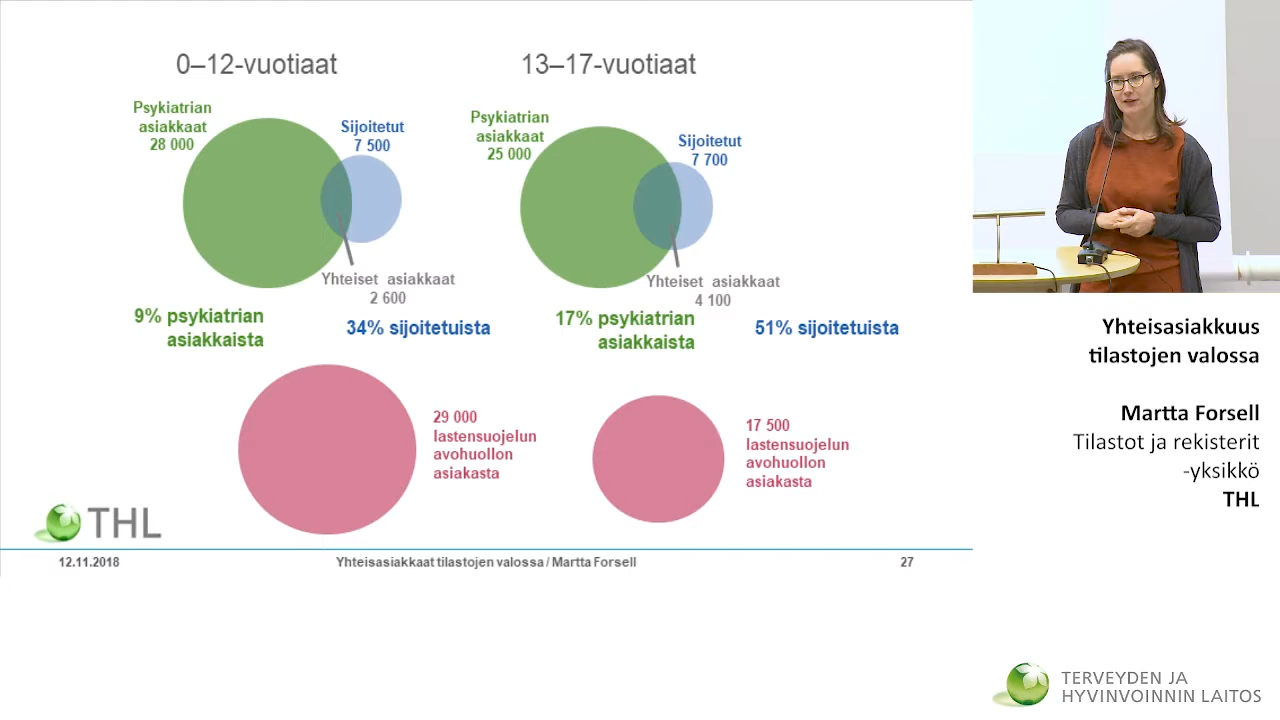 0–12-vuotiaat
Psykiatrian
asiakkaat
28 000
Sijoitetut
7 500
Yhteiset asiakkaat
2 600
9% psykiatrian
asiakkaista
34% sijoitetuista
29 000
lastensuojelun
avohuollon
asiakasta
13–17-vuotiaat
Psykiatrian
asiakkaat
25 000
Sijoitetut
7 700
Yhteiset asiakkaat
4 100
17% psykiatrian
asiakkaista
51% sijoitetuista
17 500
lastensuojelun
avohuollon
asiakasta
THL
12.11.2018
Yhteisasiakkaat tilastojen valossa / Martta Forsell
27
Yhteisasiakkuus
tilastojen valossa
Martta Forsell
Tilastot ja rekisterit
-yksikkö
THL
TERVEYDEN JA
HYVINVOINNIN LAITOS